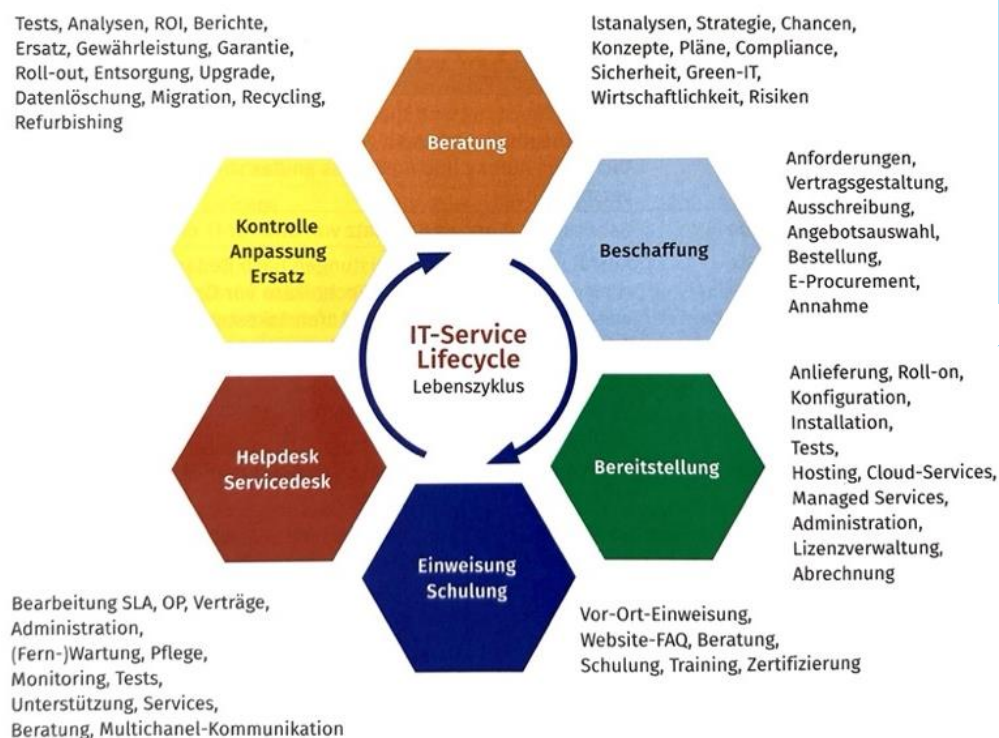 Tests, Analysen, ROI, Berichte,
Ersatz, Gewährleistung, Garantie,
Roll-out, Entsorgung, Upgrade,
Datenlöschung, Migration, Recycling,
Refurbishing
Istanalysen, Strategie, Chancen,
Konzepte, Pläne, Compliance,
Sicherheit, Green-IT,
Wirtschaftlichkeit, Risiken
Beratung
Kontrolle
Anpassung
Ersatz
Beschaffung
Anforderungen,
Vertragsgestaltung,
Ausschreibung,
Angebotsauswahl,
Bestellung,
E-Procurement,
Annahme
IT-Service
Lifecycle
Lebenszyklus
Helpdesk
Servicedesk
Bereitstellung
Anlieferung, Roll-on,
Konfiguration,
Installation,
Tests,
Hosting, Cloud-Services,
Managed Services,
Administration,
Lizenzverwaltung,
Abrechnung
Einweisung
Schulung
Bearbeitung SLA, OP, Verträge,
Administration,
(Fern-)Wartung, Pflege,
Monitoring, Tests,
Unterstützung, Services,
Beratung, Multichanel-Kommunikation
Vor-Ort-Einweisung,
Website-FAQ, Beratung,
Schulung, Training, Zertifizierung